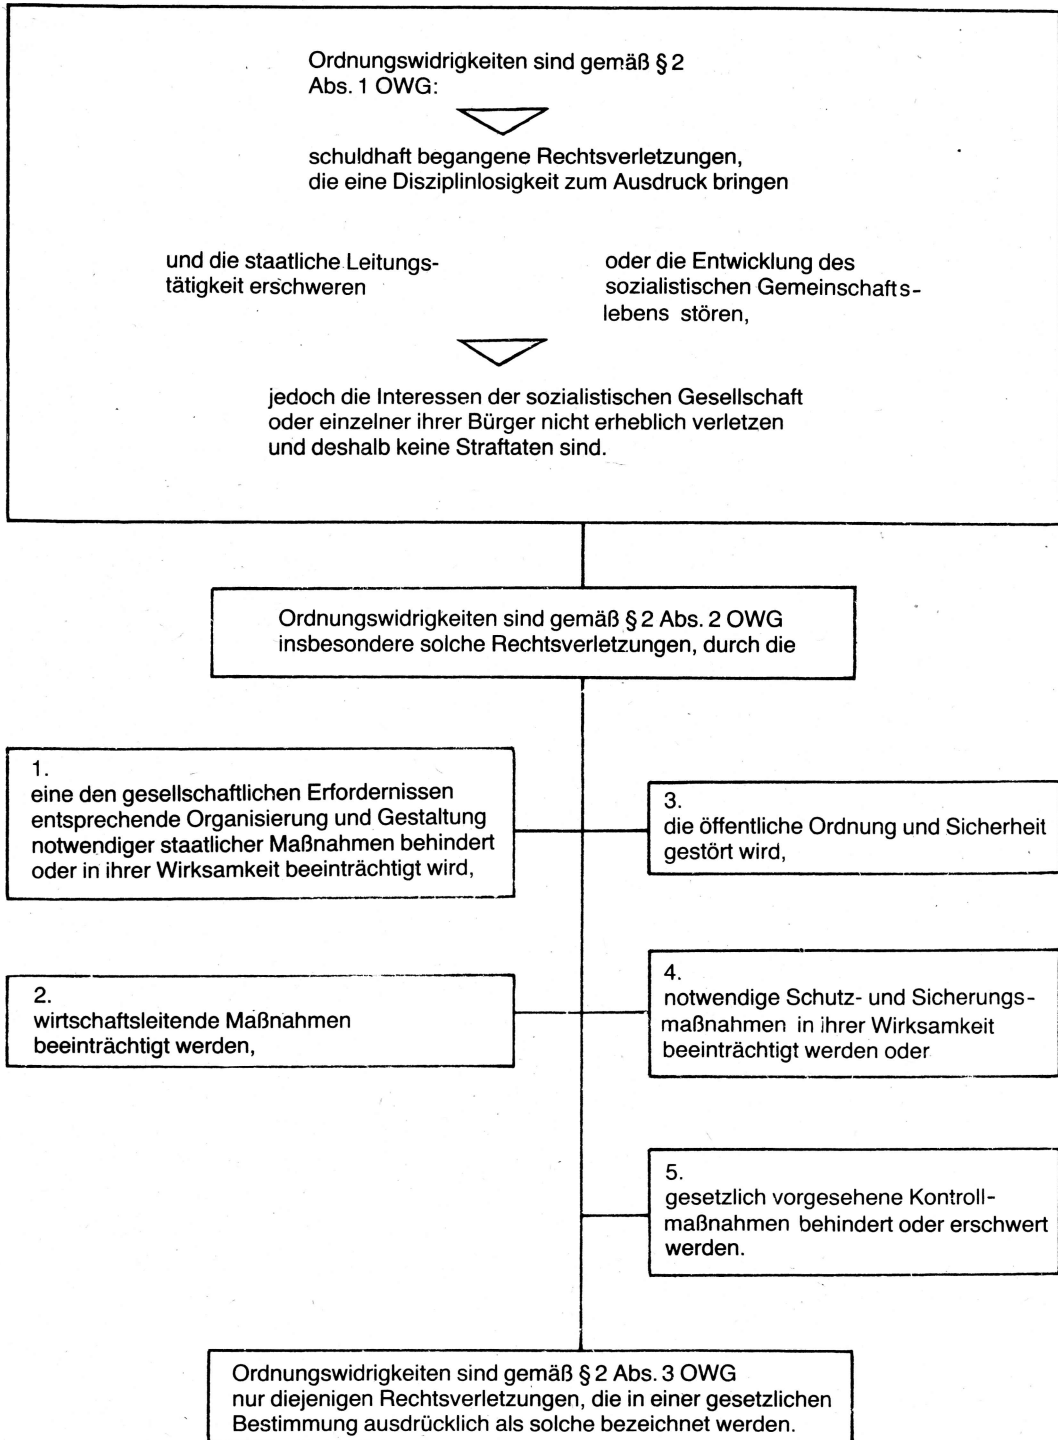 Ordnungswidrigkeiten sind gemäß § 2
Abs. 1 OWG:
schuldhaft begangene Rechtsverletzungen,
die eine Disziplinlosigkeit zum Ausdruck bringen
und die staatliche Leitungs-
tätigkeit erschweren
oder die Entwicklung des
sozialistischen Gemeinschafts-
lebens stören,
jedoch die Interessen der sozialistischen Gesellschaft
oder einzelner ihrer Bürger nicht erheblich verletzen
und deshalb keine Straftaten sind.
Ordnungswidrigkeiten sind gemäß § 2 Abs. 2 OWG
insbesondere solche Rechtsverletzungen, durch die
1.
eine den gesellschaftlichen Erfordernissen
entsprechende Organisierung und Gestaltung
notwendiger staatlicher Maßnahmen behindert
oder in ihrer Wirksamkeit beeinträchtigt wird,
2.
wirtschaftsleitende Maßnahmen
beeinträchtigt werden,
3.
die öffentliche Ordnung und Sicherheit
gestört wird,
4.
notwendige Schutz- und Sicherungs-
maßnahmen in ihrer Wirksamkeit
beeinträchtigt werden oder
5.
gesetzlich vorgesehene Kontroll-
maßnahmen behindert oder erschwert
werden.
Ordnungswidrigkeiten sind gemäß § 2 Abs. 3 OWG
nur diejenigen Rechtsverletzungen, die in einer gesetzlichen
Bestimmung ausdrücklich als solche bezeichnet werden.